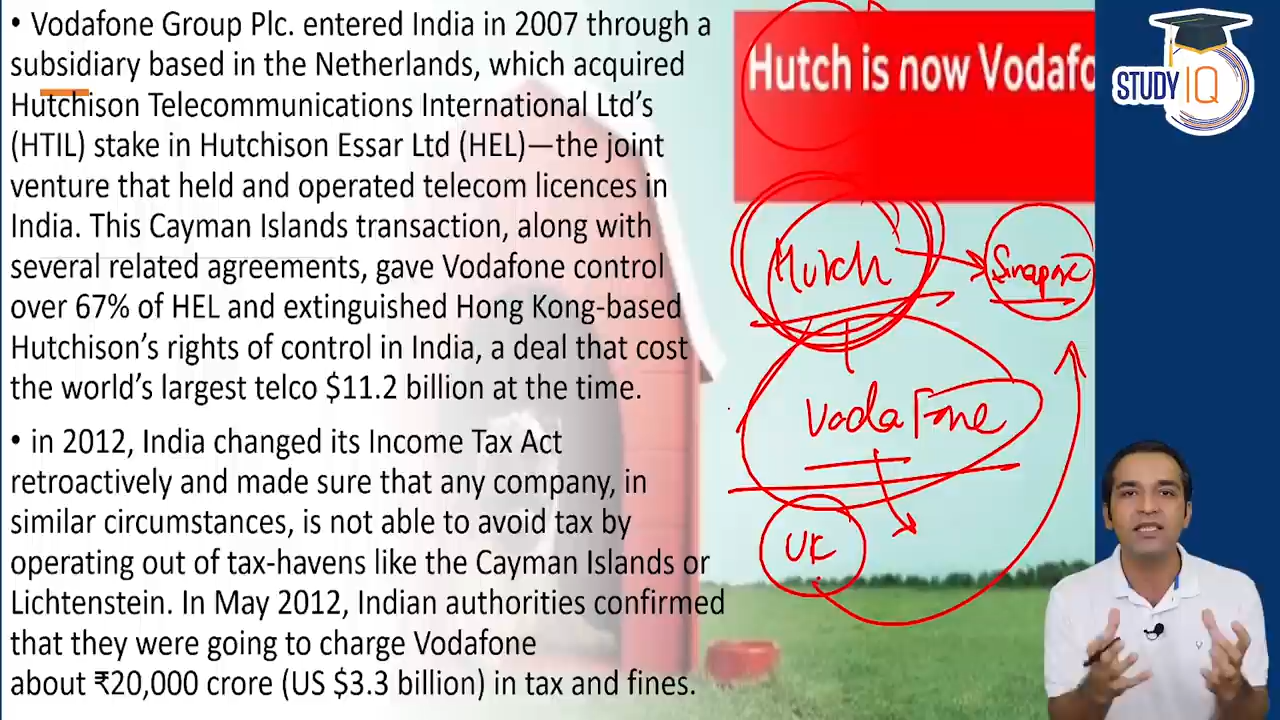 • Vodafone Group Plc. entered India in 2007 through a
subsidiary based in the Netherlands, which acquired
Hutchison Telecommunications International Ltd’s
(HTIL) stake in Hutchison Essar Ltd (HEL)—the joint
venture that held and operated telecom licences in
India. This Cayman Islands transaction, along with
several related agreements, gave Vodafone control
over 67% of HEL and extinguished Hong Kong-based
Hutchison’s rights of control in India, a deal that cost
the world’s largest telco $11.2 billion at the time.
• in 2012, India changed its Income Tax Act
retroactively and made sure that any company, in
similar circumstances, is not able to avoid tax by
operating out of tax-havens like the Cayman Islands or
Lichtenstein. In May 2012, Indian authorities confirmed
that they were going to charge Vodafone
about ₹20,000 crore (US $3.3 billion) in tax and fines.
Hutch is now Vodafo
Hutch
Vodafone
UK
STUDY IQ